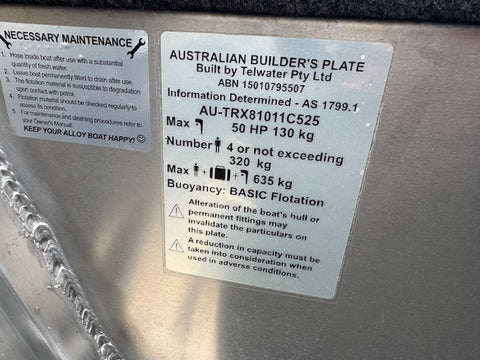 NECESSARY MAINTENANCE
1. Hose inside boat after use with a substantial
quantity of fresh water.
2. Leave boat permanently tilted to drain after use.
3. The flotation material is susceptible to degradation
upon contact with petrol.
4. Flotation material should be checked regularly to
assess its condition.
5. For maintenance and cleaning procedures refer to
your Owner's Manual.
KEEP YOUR ALLOY BOAT HAPPY!
AUSTRALIAN BUILDER'S PLATE
Built by Telwater Pty Ltd
ABN 15010795507
Information Determined - AS 1799.1
AU-TRX81011C525
Max 50 HP 130 kg
Number 4 or not exceeding
320 kg
Max + + 635 kg
Buoyancy: BASIC Flotation
Alteration of the boat's hull or
permanent fittings may
invalidate the particulars on
this plate.
A reduction in capacity must be
taken into consideration when
used in adverse conditions.